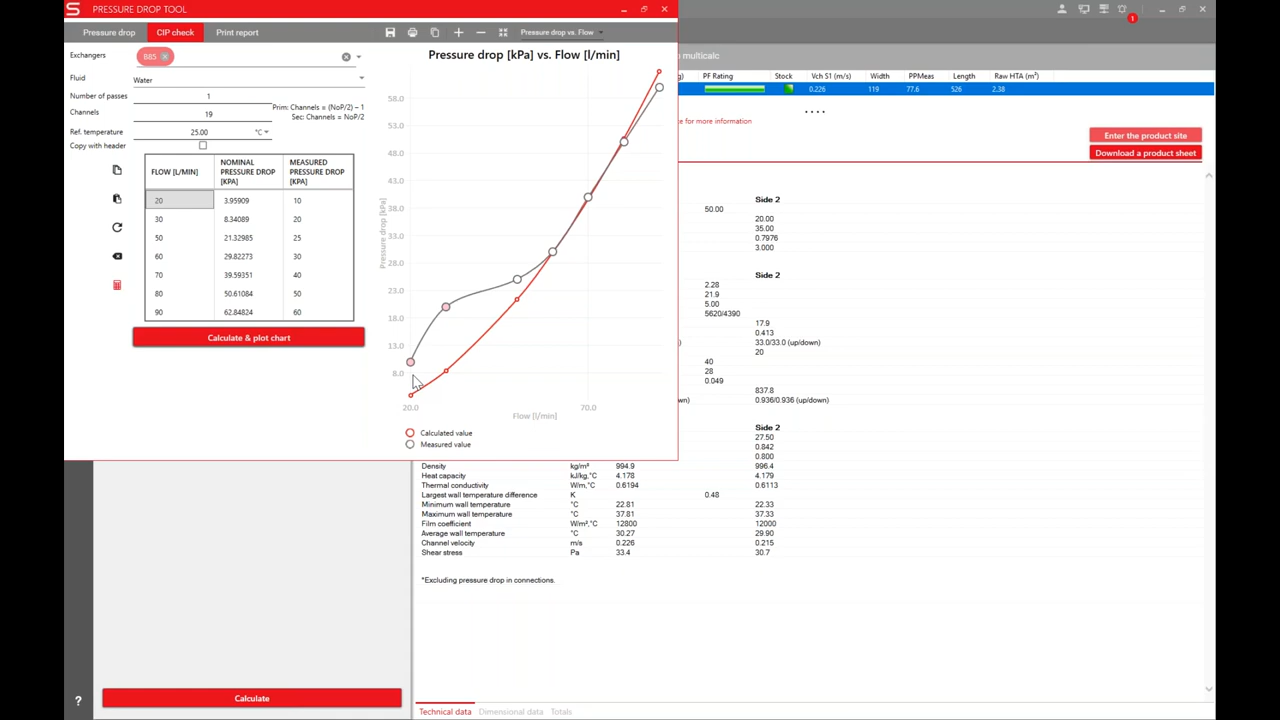 PRESSURE DROP TOOL
Pressure drop
CIP check
Print report
Pressure drop vs. Flow
Exchangers
B85
Fluid
Water
Number of passes
1
Channels
19
Prim: Channels = (NoP/2) – 1
Sec: Channels = NoP/2
Ref. temperature
25.00
°C
Copy with header
FLOW [L/MIN]
NOMINAL PRESSURE DROP [KPA]
MEASURED PRESSURE DROP [KPA]
20 3.95909 10
30 8.34089 20
50 21.32985 25
60 29.82273 30
70 39.59351 40
80 50.61084 50
90 62.84824 60
Calculate & plot chart
Pressure drop [kPa] vs. Flow [l/min]
58.0
53.0
48.0
43.0
38.0
33.0
28.0
23.0
18.0
13.0
8.0
Pressure drop [kPa]
20.0
70.0
Flow [l/min]
Calculated value
Measured value
1
multicalc
PF Rating
Stock
Vch S1 (m/s)
Width
PPMeas
Length
Raw HTA (m²)
0.226
119
77.6
526
2.38
e for more information
Enter the product site
Download a product sheet
Side 2
50.00
20.00
35.00
0.7976
3.000
Side 2
2.28
21.9
5.00
5620/4390
17.9
0.413
33.0/33.0 (up/down)
20
40
28
0.049
837.8
0.936/0.936 (up/down)
Side 2
27.50
0.842
0.800
Density kg/m³ 994.9 996.4
Heat capacity kJ/kg,°C 4.178 4.179
Thermal conductivity W/m,°C 0.6194 0.6113
Largest wall temperature difference K 0.48
Minimum wall temperature °C 22.81 22.33
Maximum wall temperature °C 37.81 37.33
Film coefficient W/m²,°C 12800 12000
Average wall temperature °C 30.27 29.90
Channel velocity m/s 0.226 0.215
Shear stress Pa 33.4 30.7
*Excluding pressure drop in connections.
?
Calculate
Technical data
Dimensional data
Totals